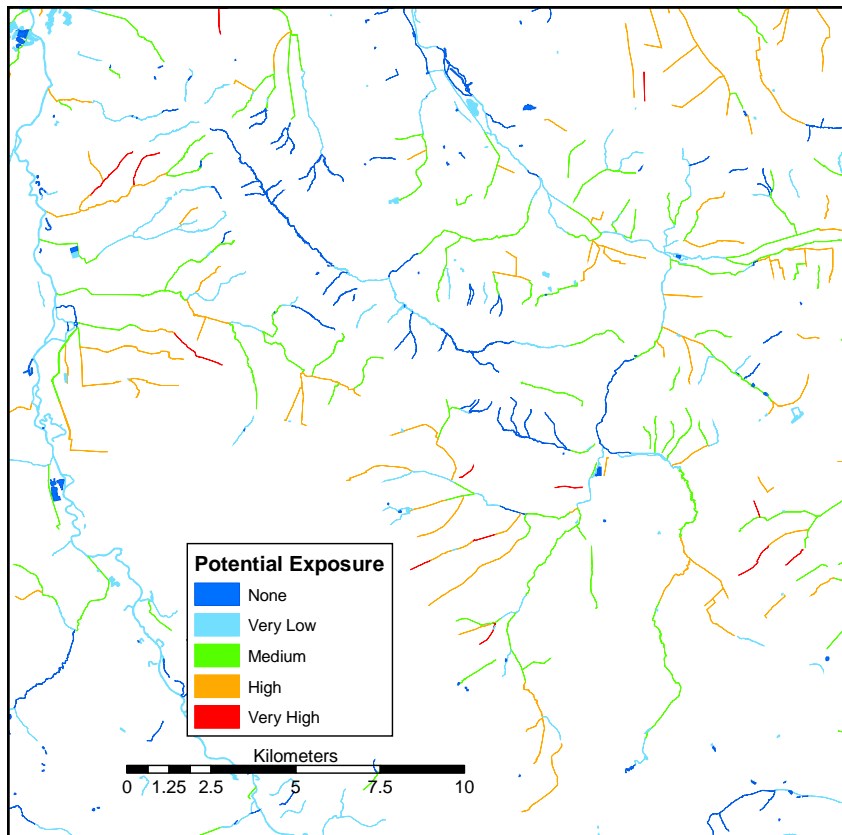 Potential Exposure
None
Very Low
Medium
High
Very High
Kilometers
0 1.25 2.5 5 7.5 10